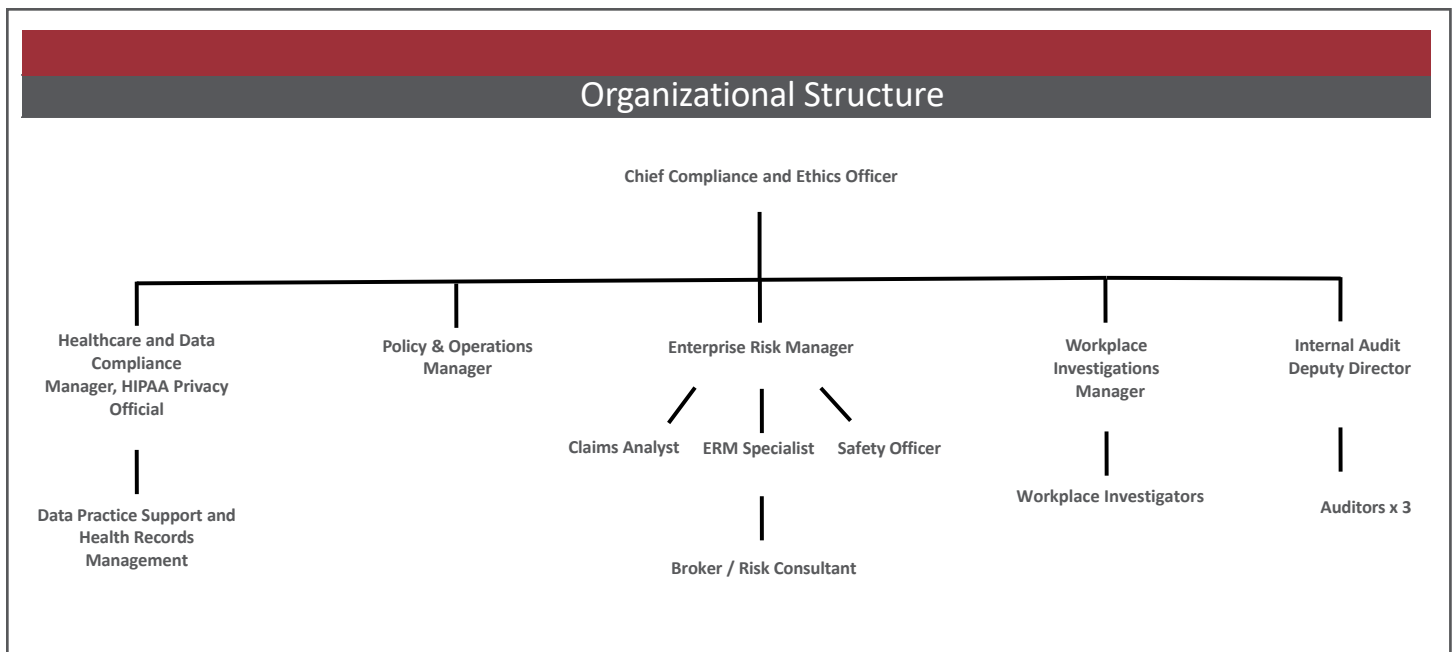 Organizational Structure
Chief Compliance and Ethics Officer
Healthcare and Data
Compliance
Manager, HIPAA Privacy
Official
Policy & Operations
Manager
Enterprise Risk Manager
Workplace
Investigations
Manager
Internal Audit
Deputy Director
Claims Analyst
ERM Specialist
Safety Officer
Data Practice Support and
Health Records
Management
Broker / Risk Consultant
Workplace Investigators
Auditors x 3